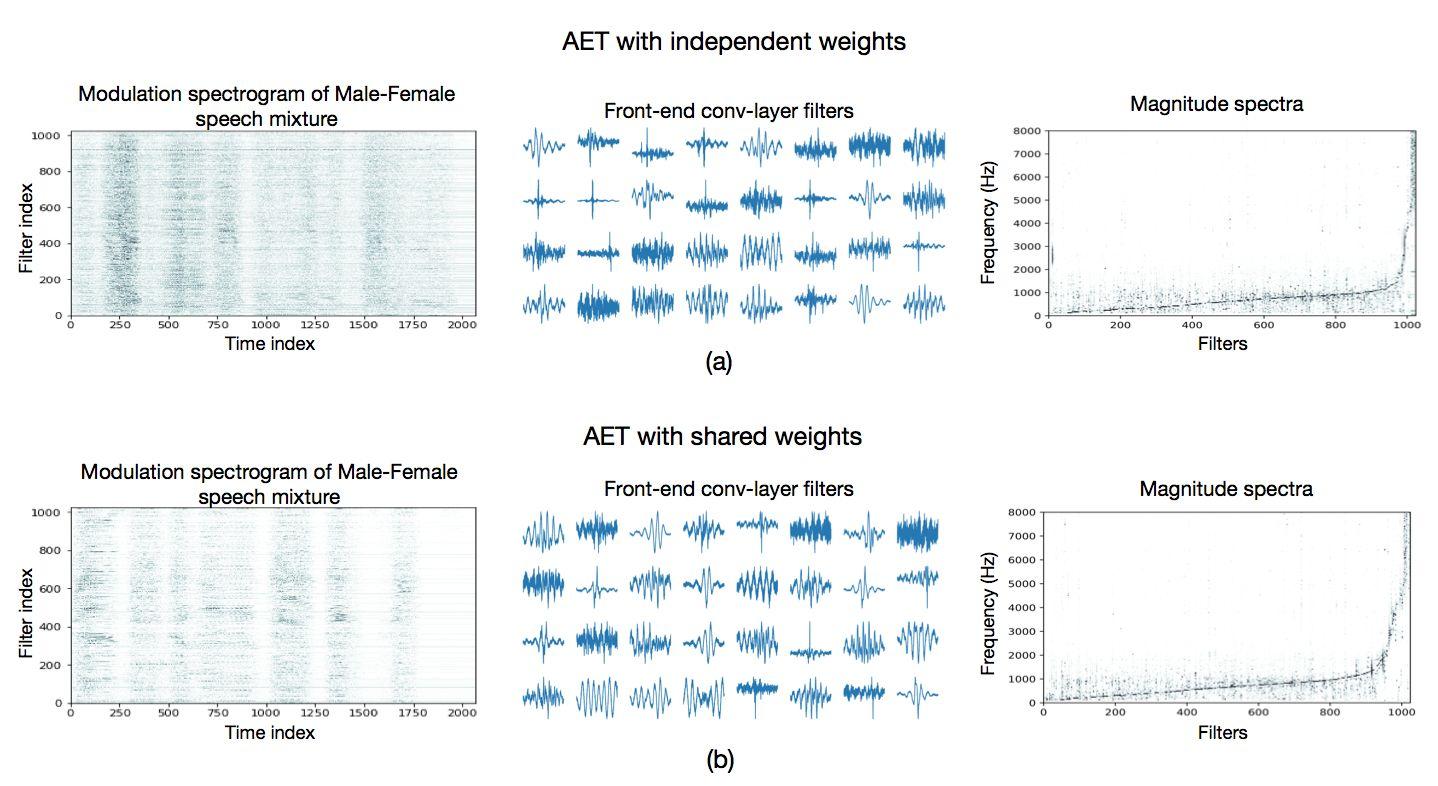 AET with independent weights
Modulation spectrogram of Male-Female
speech mixture
Front-end conv-layer filters
Magnitude spectra
1000
800
600
400
200
0
Filter index
0 250 500 750 1000 1250 1500 1750 2000
Time index
8000
7000
6000
5000
4000
3000
2000
1000
0
Frequency (Hz)
0 200 400 600 800 1000
Filters
(a)
AET with shared weights
Modulation spectrogram of Male-Female
speech mixture
Front-end conv-layer filters
Magnitude spectra
1000
800
600
400
200
0
Filter index
0 250 500 750 1000 1250 1500 1750 2000
Time index
8000
7000
6000
5000
4000
3000
2000
1000
0
Frequency (Hz)
0 200 400 600 800 1000
Filters
(b)